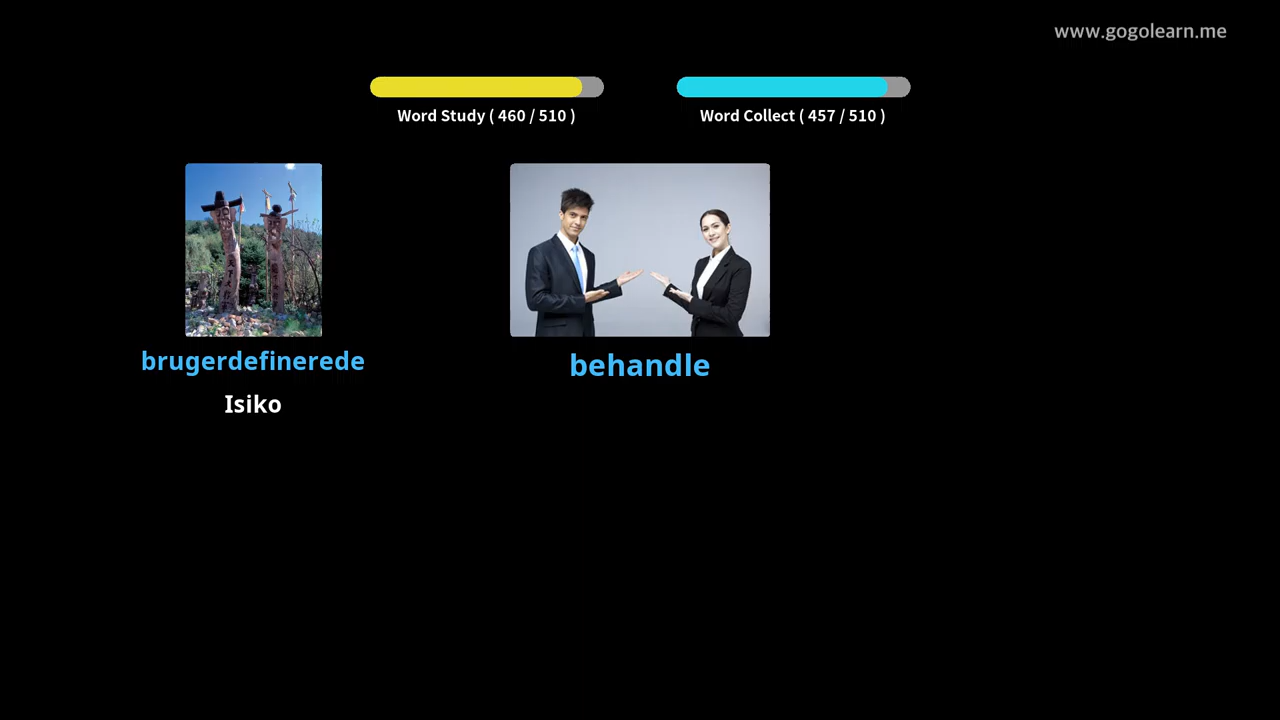 www.gogolearn.me
Word Study ( 460 / 510 )
Word Collect ( 457 / 510 )
brugerdefinerede
Isiko
behandle